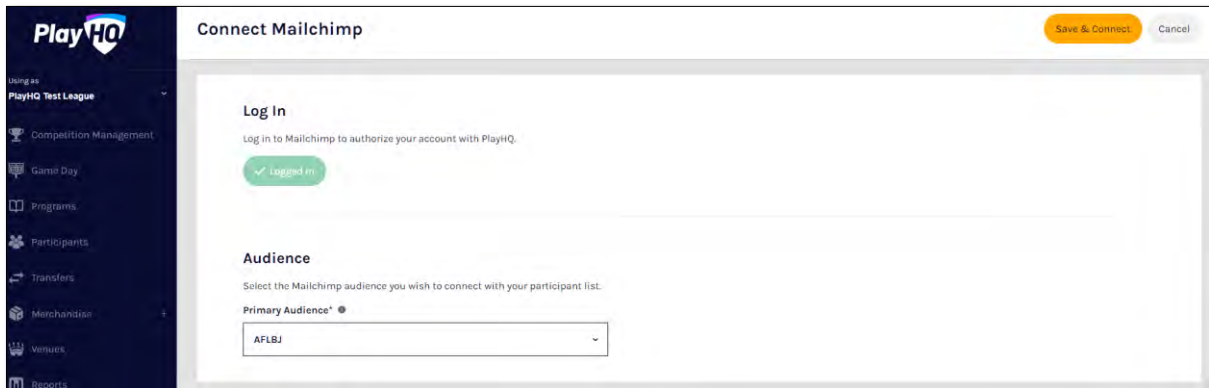 PlayHQ
Connect Mailchimp
Save & Connect
Cancel
Using as
PlayHQ Test League
Competition Management
Game Day
Programs
Participants
Transfers
Merchandise +
Venues
Reports
Log In
Log in to Mailchimp to authorize your account with PlayHQ.
✓ Logged in
Audience
Select the Mailchimp audience you wish to connect with your participant list.
Primary Audience*
AFLBJ